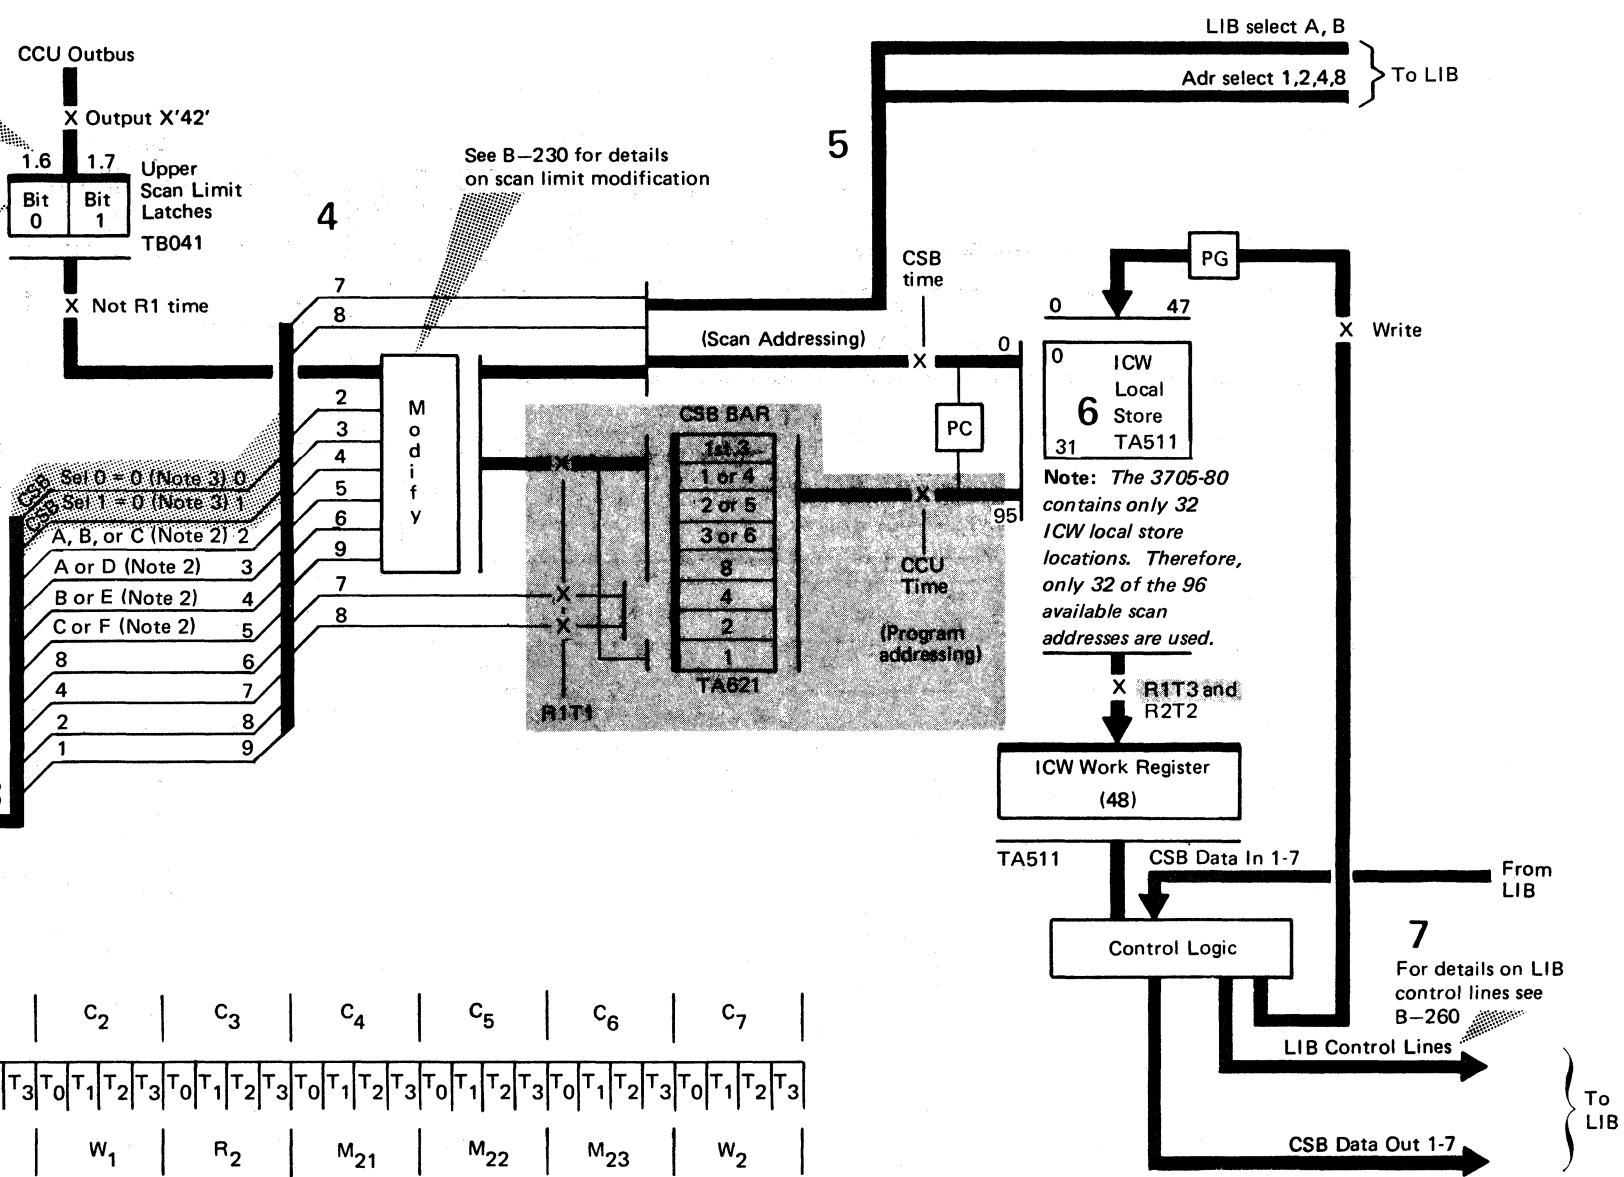 LIB select A, B
Adr select 1,2,4,8
To LIB
CCU Outbus
X Output X'42'
1.6 1.7
Bit 0
Bit 1
Upper
Scan Limit
Latches
TB041
X Not R1 time
4
See B—230 for details
on scan limit modification
5
7
8
(Scan Addressing)
CSB
time
X
0
PC
PG
0 47
X Write
0
ICW
Local
Store
TA511
6
31
Note: The 3705-80
contains only 32
ICW local store
locations. Therefore,
only 32 of the 96
available scan
addresses are used.
Modify
2
3
4
5
6
9
7
8
CSB Sel 0 = 0 (Note 3) 0
CSB Sel 1 = 0 (Note 3) 1
A, B, or C (Note 2) 2
A or D (Note 2) 3
B or E (Note 2) 4
C or F (Note 2) 5
8 6
4 7
2 8
1 9
X
X
X
R1T1
CSB BAR
1st 3
1 or 4
2 or 5
3 or 6
8
4
2
1
TA621
X
95
CCU
Time
(Program
addressing)
X R1T3 and
R2T2
ICW Work Register
(48)
TA511
CSB Data In 1-7
From
LIB
Control Logic
7
For details on LIB
control lines see
B—260
LIB Control Lines
CSB Data Out 1-7
To
LIB
C2 C3 C4 C5 C6 C7
T3 T0 T1 T2 T3 T0 T1 T2 T3 T0 T1 T2 T3 T0 T1 T2 T3 T0 T1 T2 T3 T0 T1 T2 T3
W1 R2 M21 M22 M23 W2